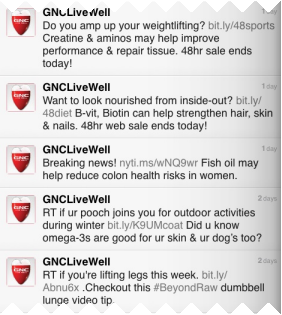 GNCLiveWell
Do you amp up your weightlifting? bit.ly/48sports
Creatine & aminos may help improve
performance & repair tissue. 48hr sale ends
today!
GNCLiveWell 1 day
Want to look nourished from inside-out? bit.ly/
48diet B-vit, Biotin can help strengthen hair, skin
& nails. 48hr web sale ends today!
GNCLiveWell 1 day
Breaking news! nyti.ms/wNQ9wr Fish oil may
help reduce colon health risks in women.
GNCLiveWell 2 days
RT if ur pooch joins you for outdoor activities
during winter bit.ly/K9UMcoat Did u know
omega-3s are good for ur skin & ur dog's too?
GNCLiveWell 2 days
RT if you're lifting legs this week. bit.ly/
Abnu6x .Checkout this #BeyondRaw dumbbell
lunge video tip